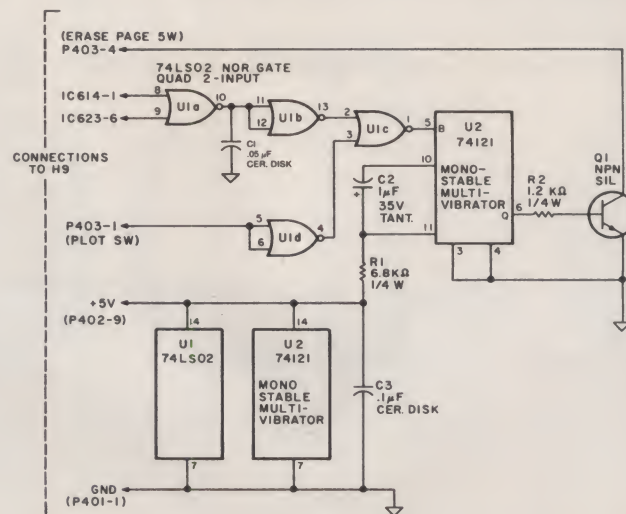 (ERASE PAGE SW)
P403-4
74LS02 NOR GATE
QUAD 2-INPUT
IC614-1
IC623-6
8
9
U1a
10
11
12
U1b
13
2
3
U1c
1
5
B
U2
74121
MONO-
STABLE
MULTI-
VIBRATOR
10
11
Q
6
3
4
C1
.05 μF
CER. DISK
CONNECTIONS
TO H9
C2
1μF
35V
TANT.
+
R2
1.2 KΩ
1/4W
Q1
NPN
SIL
P403-1
(PLOT SW)
5
6
U1d
4
R1
6.8KΩ
1/4 W
+5V
(P402-9)
14
U1
74LS02
7
14
U2
74121
MONO
STABLE
MULTI-
VIBRATOR
7
C3
.1μF
CER. DISK
GND
(P401-1)